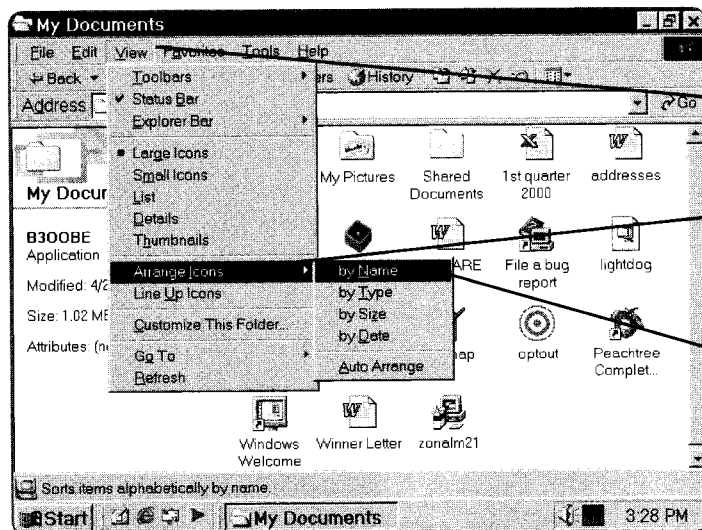 My Documents
File Edit View Favorites Tools Help
Back History
Address Go
Toolbars
Status Bar
Explorer Bar
Large Icons
Small Icons
List
Details
Thumbnails
Arrange Icons
Line Up Icons
Customize This Folder...
Go To
Refresh
by Name
by Type
by Size
by Date
Auto Arrange
B300BE
Application
Modified: 4/2
Size: 1.02 MB
Attributes:
My Pictures
Shared
Documents
1st quarter
2000
addresses
File a bug
report
lightdog
optout
Peachtree
Complet...
Windows
Welcome
Winner Letter
zonalm21
Sorts items alphabetically by name.
Start My Documents 3:28 PM